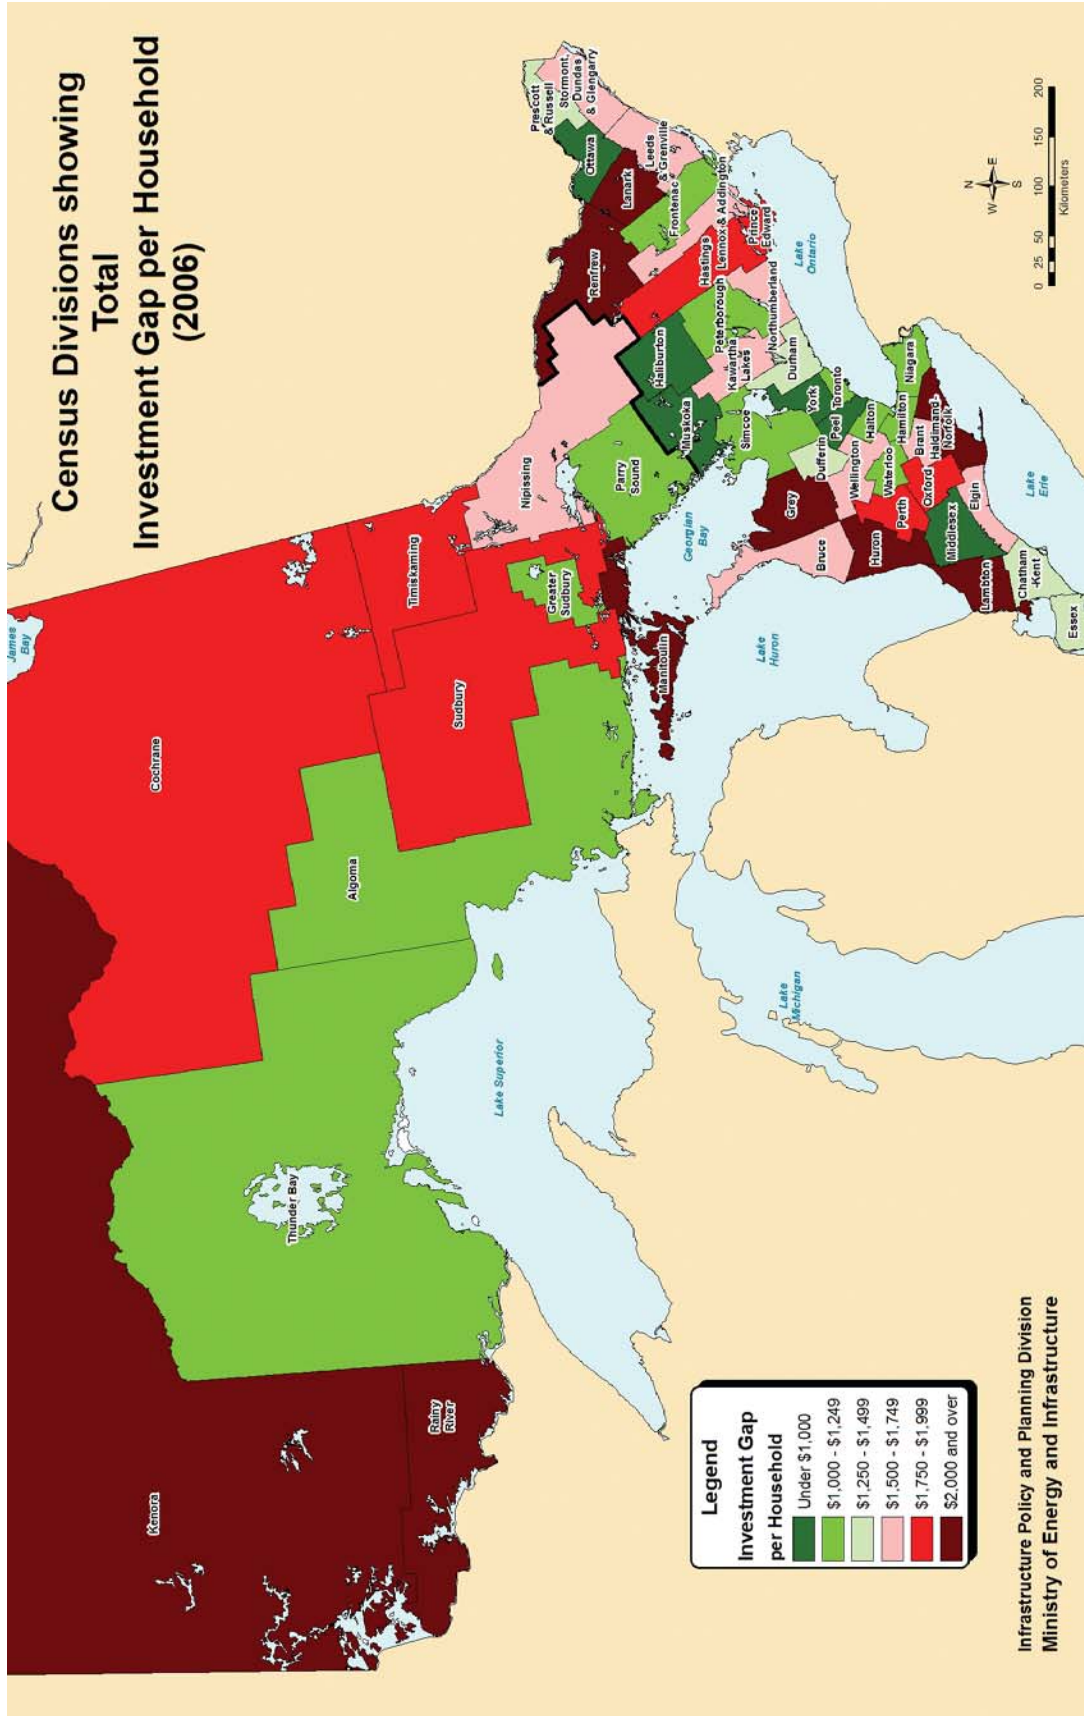 Census Divisions showing
Total
Investment Gap per Household
(2006)
James
Bay
Kenora
Cochrane
Rainy
River
Thunder Bay
Algoma
Sudbury
Timiskaming
Greater
Sudbury
Nipissing
Parry
Sound
Manitoulin
Lake Superior
Lake
Michigan
Lake
Huron
Georgian
Bay
Renfrew
Lanark
Ottawa
Prescott
& Russell
Stormont,
Dundas
& Glengarry
Leeds
& Grenville
Frontenac
Lennox & Addington
Hastings
Prince
Edward
Haliburton
Muskoka
Peterborough
Kawartha
Lakes
Northumberland
Durham
Simcoe
York
Toronto
Peel
Dufferin
Halton
Wellington
Hamilton
Waterloo
Niagara
Brant
Haldimand-
Norfolk
Grey
Bruce
Huron
Perth
Oxford
Middlesex
Elgin
Lambton
Chatham
-Kent
Essex
Lake
Ontario
Lake
Erie
N
W
E
S
0 25 50 100 150 200
Kilometers
Legend
Investment Gap
per Household
Under $1,000
$1,000 - $1,249
$1,250 - $1,499
$1,500 - $1,749
$1,750 - $1,999
$2,000 and over
Infrastructure Policy and Planning Division
Ministry of Energy and Infrastructure